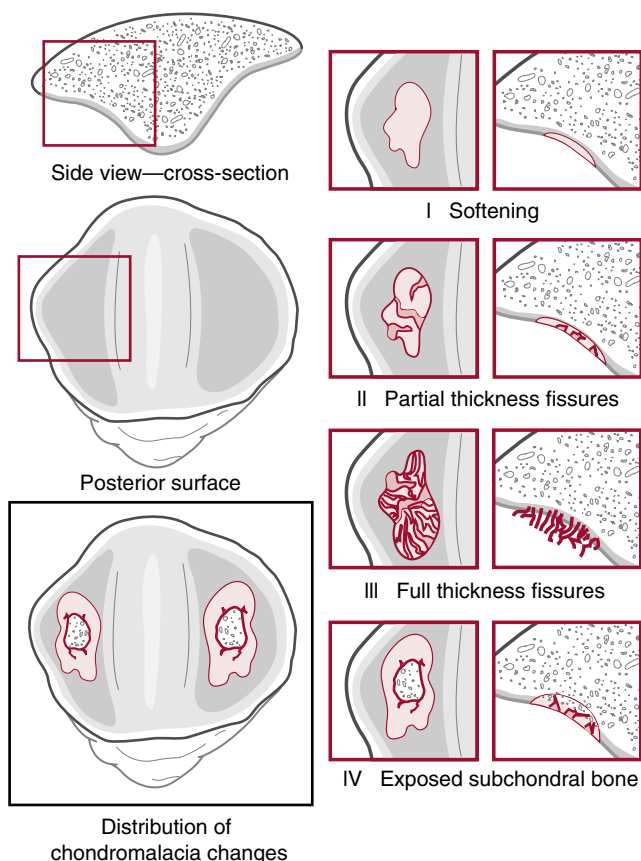 Side view—cross-section
Posterior surface
Distribution of
chondromalacia changes
I Softening
II Partial thickness fissures
III Full thickness fissures
IV Exposed subchondral bone